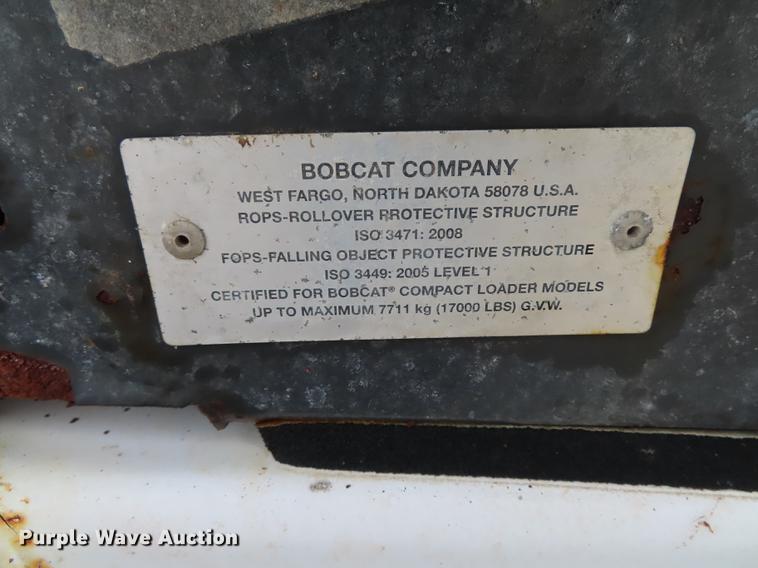 BOBCAT COMPANY
WEST FARGO, NORTH DAKOTA 58078 U.S.A.
ROPS-ROLLOVER PROTECTIVE STRUCTURE
ISO 3471: 2008
FOPS-FALLING OBJECT PROTECTIVE STRUCTURE
ISO 3449: 2005 LEVEL 1
CERTIFIED FOR BOBCAT® COMPACT LOADER MODELS
UP TO MAXIMUM 7711 kg (17000 LBS) G.V.W.
Purple Wave Auction